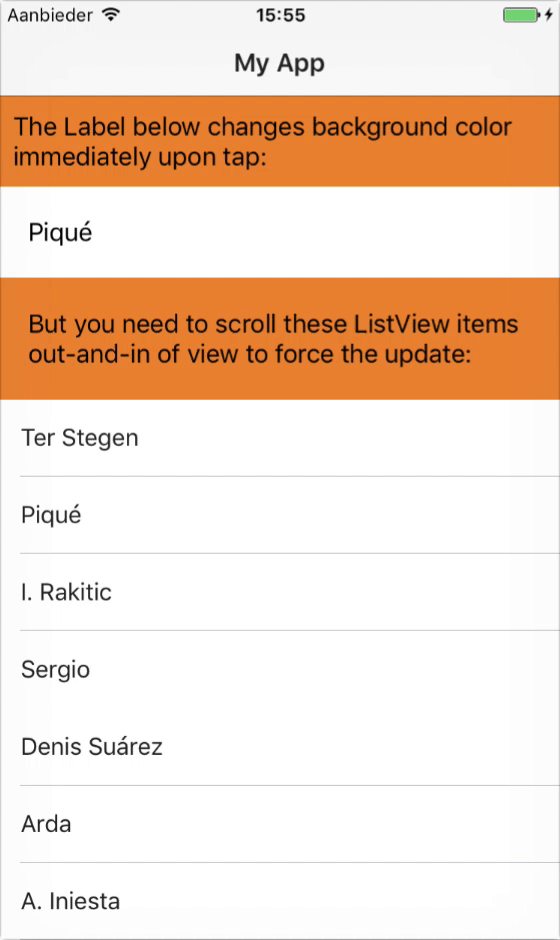 Aanbieder 15:55
My App
The Label below changes background color
immediately upon tap:
Piqué
But you need to scroll these ListView items
out-and-in of view to force the update:
Ter Stegen
Piqué
I. Rakitic
Sergio
Denis Suárez
Arda
A. Iniesta